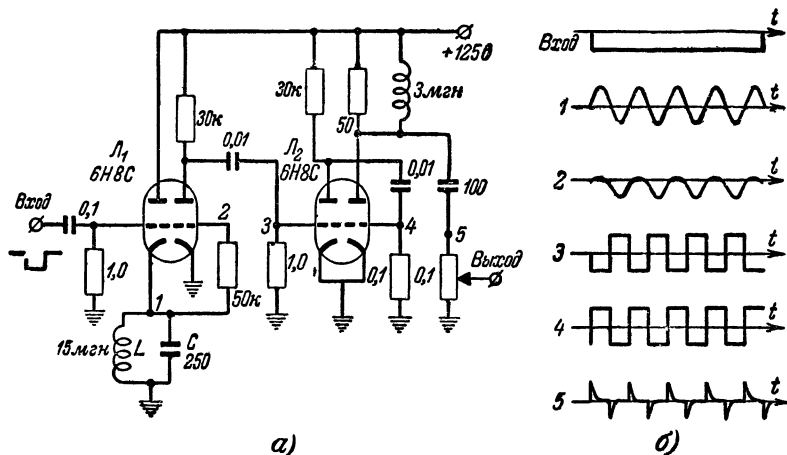 +125в
30к
0,01
Л₁
6Н8С
30к
50
3мгн
Л₂
6Н8С
0,01
100
Вход
0,1
1,0
2
50к
3
1,0
4
0,1
0,1
5
Выход
1
15мгн
L
C
250
а)
Вход
t
1
t
2
t
3
t
4
t
5
t
б)